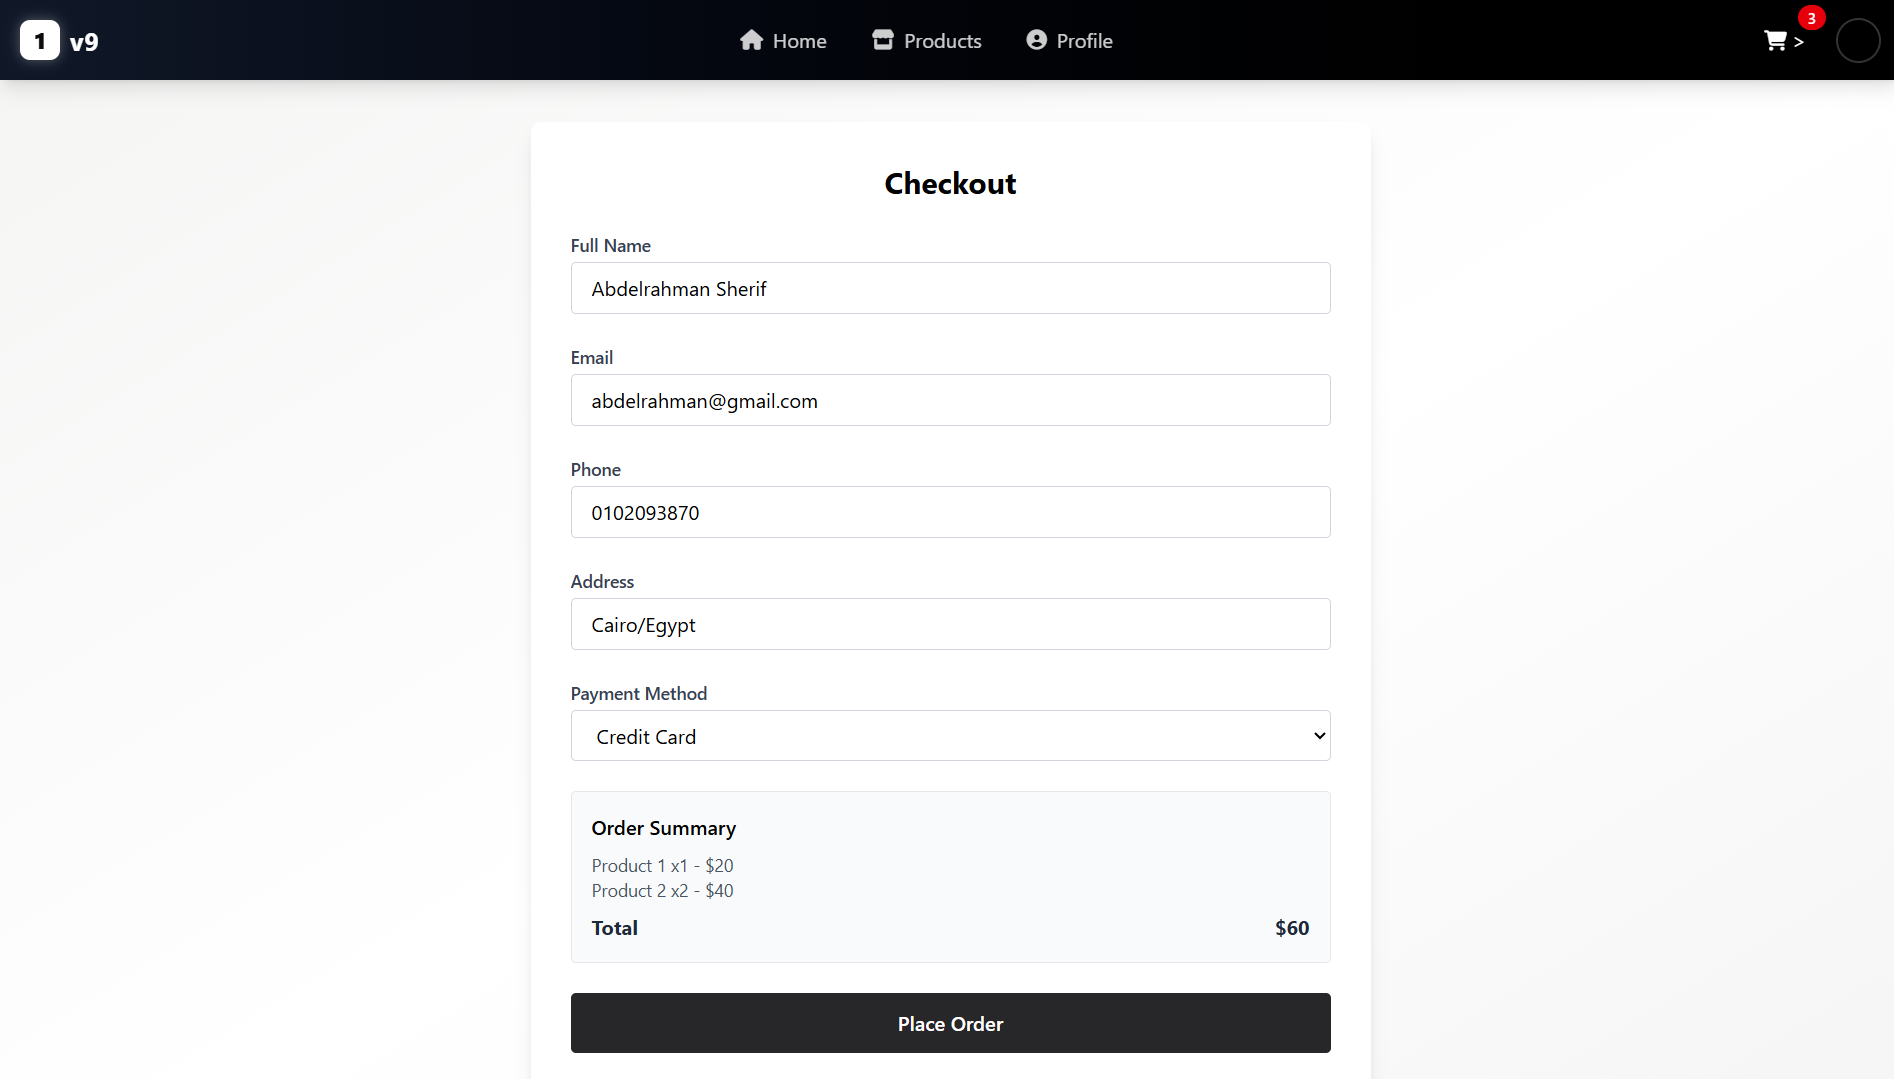 1 v9
Home Products Profile
3
>
Checkout
Full Name
Abdelrahman Sherif
Email
abdelrahman@gmail.com
Phone
0102093870
Address
Cairo/Egypt
Payment Method
Credit Card
Order Summary
Product 1 x1 - $20
Product 2 x2 - $40
Total $60
Place Order